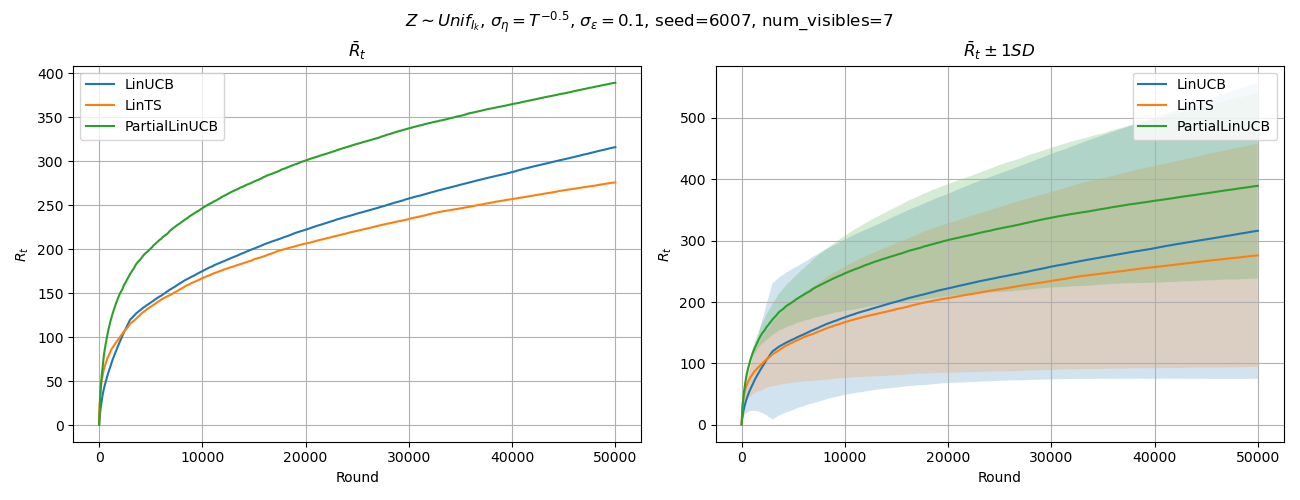 Z ∼ Unif_{I_k}, σ_η = T^{−0.5}, σ_ε = 0.1, seed=6007, num_visibles=7
R̄_t
R_t
400
350
300
250
200
150
100
50
0
LinUCB
LinTS
PartialLinUCB
0 10000 20000 30000 40000 50000
Round
R̄_t ± 1SD
R_t
500
400
300
200
100
0
LinUCB
LinTS
PartialLinUCB
0 10000 20000 30000 40000 50000
Round